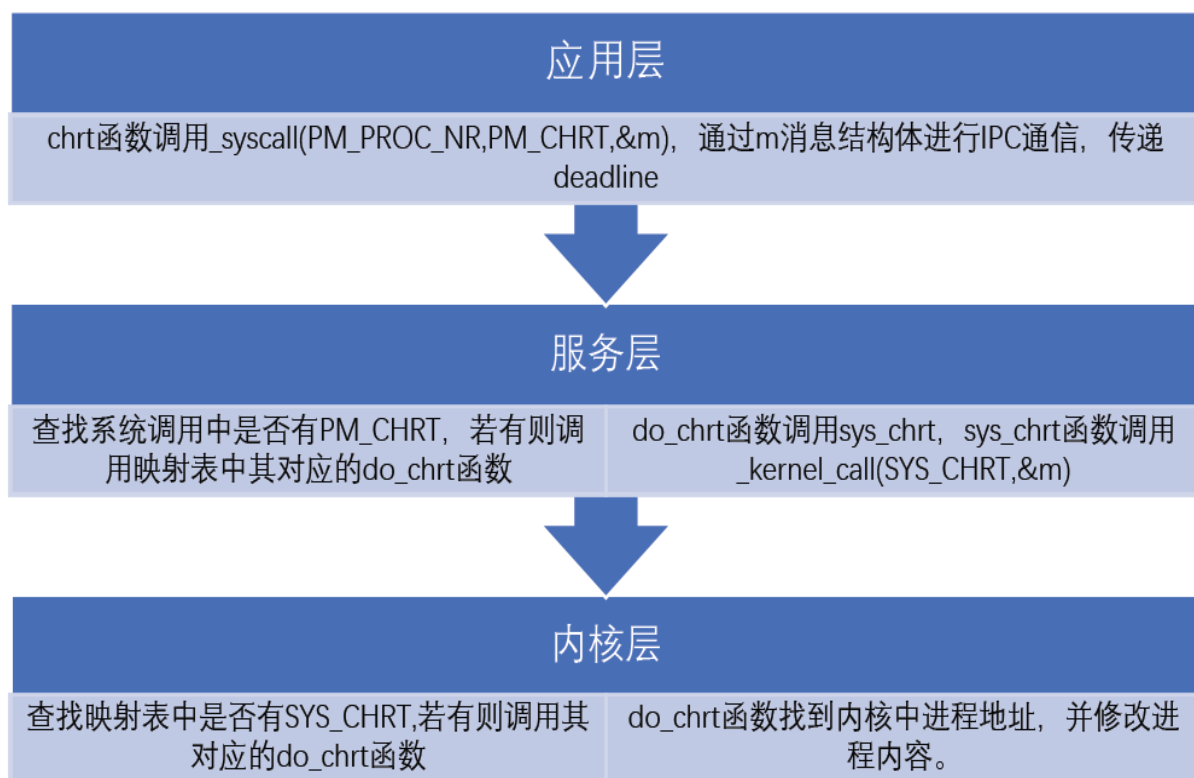 应用层
chrt函数调用_syscall(PM_PROC_NR,PM_CHRT,&m)，通过m消息结构体进行IPC通信，传递
deadline
服务层
查找系统调用中是否有PM_CHRT，若有则调
用映射表中其对应的do_chrt函数
do_chrt函数调用sys_chrt，sys_chrt函数调用
_kernel_call(SYS_CHRT,&m)
内核层
查找映射表中是否有SYS_CHRT,若有则调用其
对应的do_chrt函数
do_chrt函数找到内核中进程地址，并修改进
程内容。